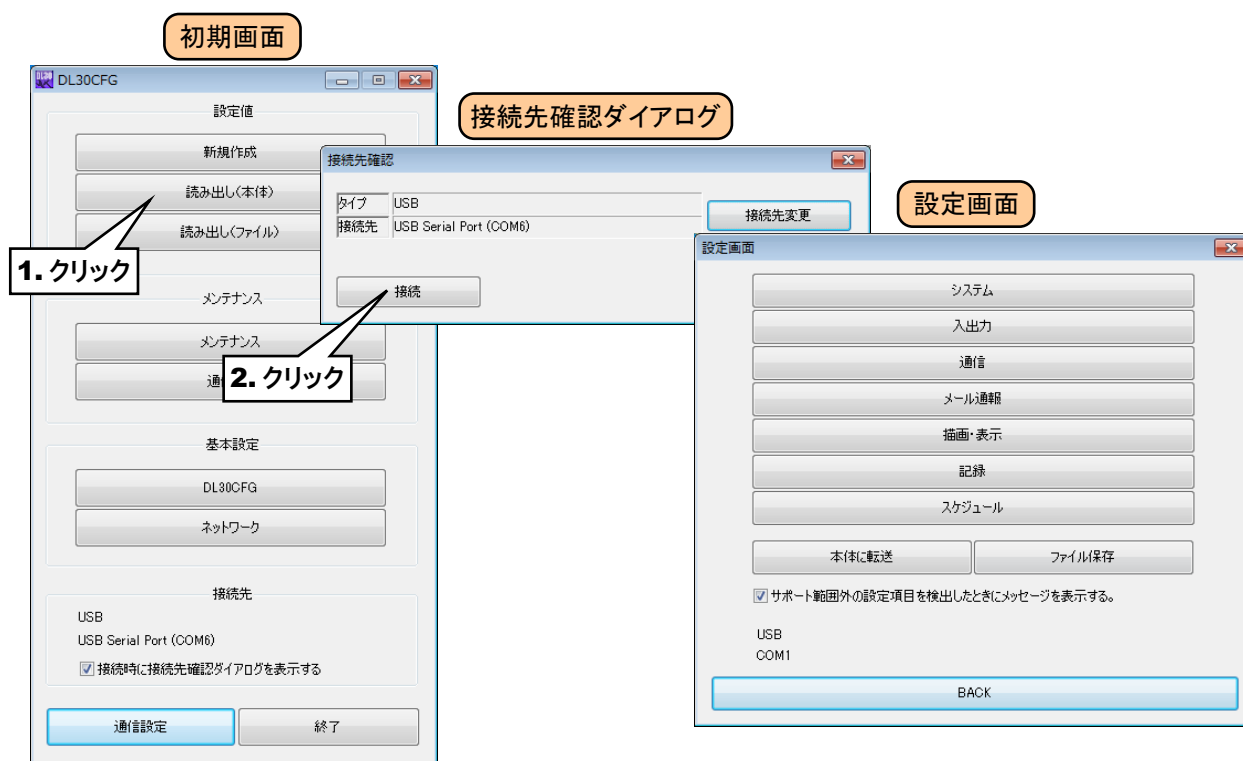 初期画面
DL30CFG
設定値
新規作成
読み出し(本体)
読み出し(ファイル)
1. クリック
メンテナンス
メンテナンス
通
基本設定
DL30CFG
ネットワーク
接続先
USB
USB Serial Port (COM6)
接続時に接続先確認ダイアログを表示する
通信設定
終了
接続先確認ダイアログ
接続先確認
タイプ USB
接続先 USB Serial Port (COM6)
接続先変更
接続
2. クリック
設定画面
設定画面
システム
入出力
通信
メール通報
描画・表示
記録
スケジュール
本体に転送
ファイル保存
サポート範囲外の設定項目を検出したときにメッセージを表示する。
USB
COM1
BACK